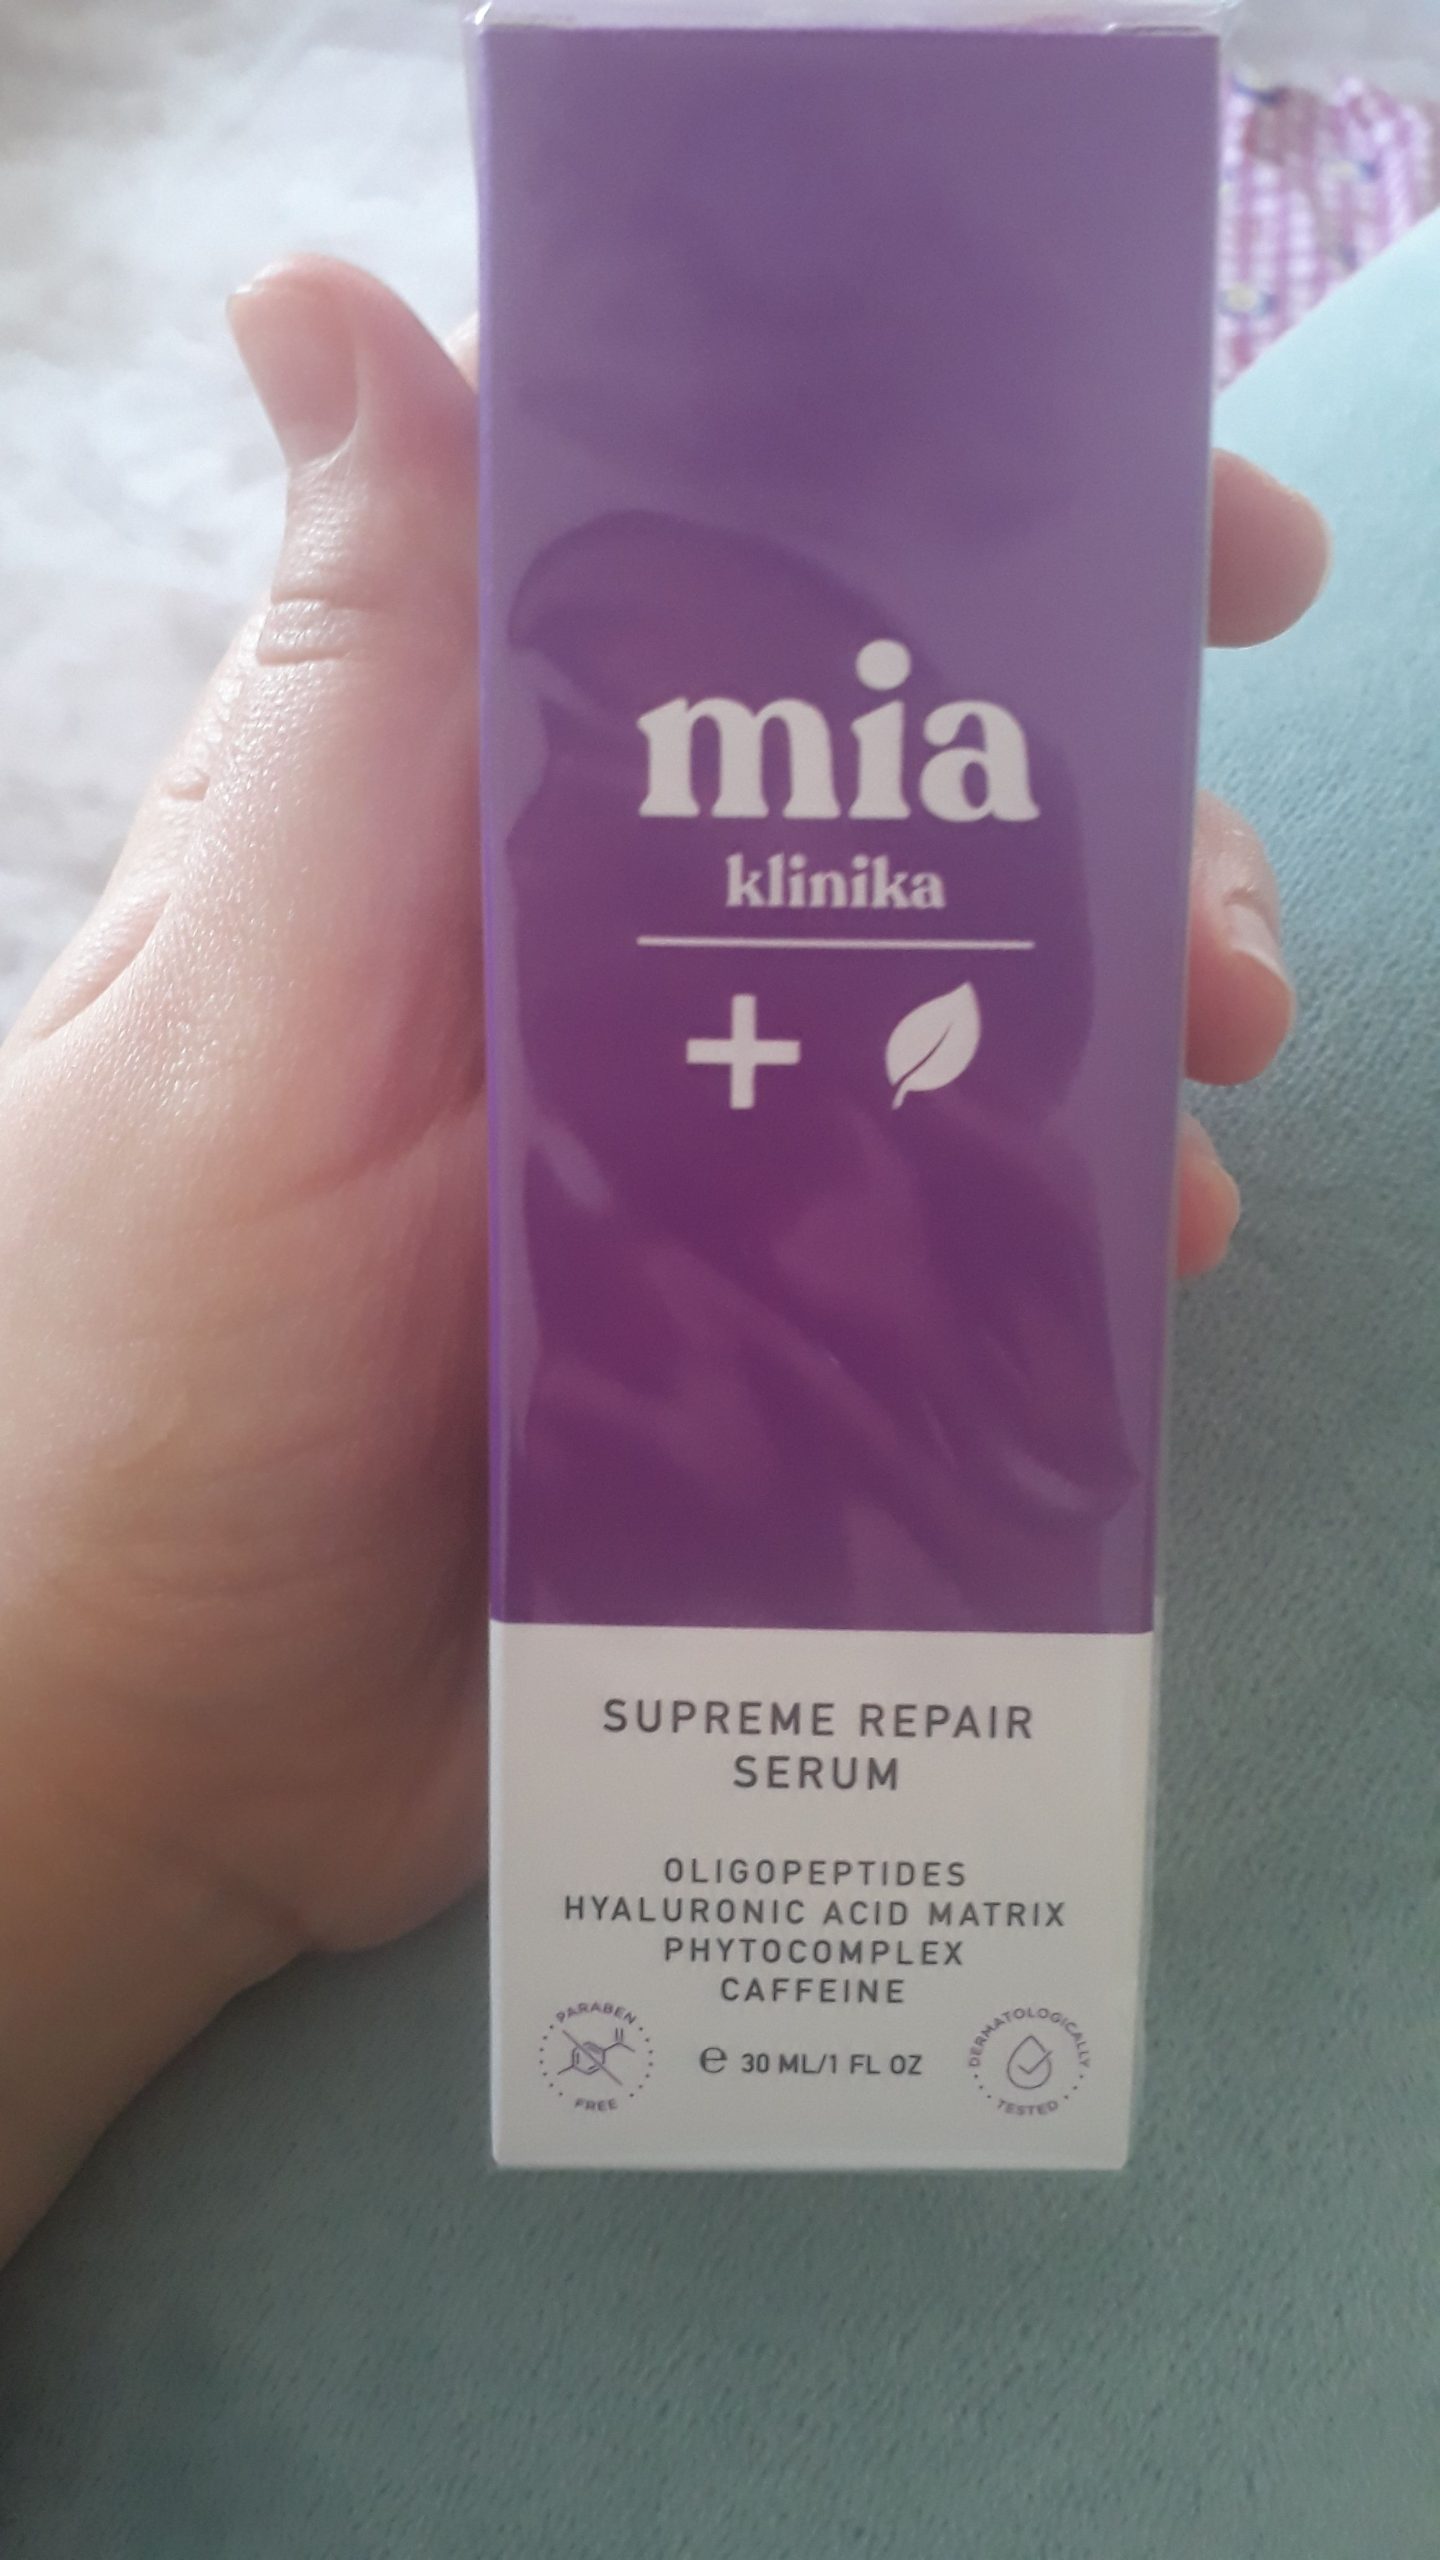 mia
klinika
+
SUPREME REPAIR
SERUM
OLIGOPEPTIDES
HYALURONIC ACID MATRIX
PHYTOCOMPLEX
CAFFEINE
PARABEN
FREE
℮ 30 ML/1 FL OZ
DERMATOLOGICALLY
TESTED